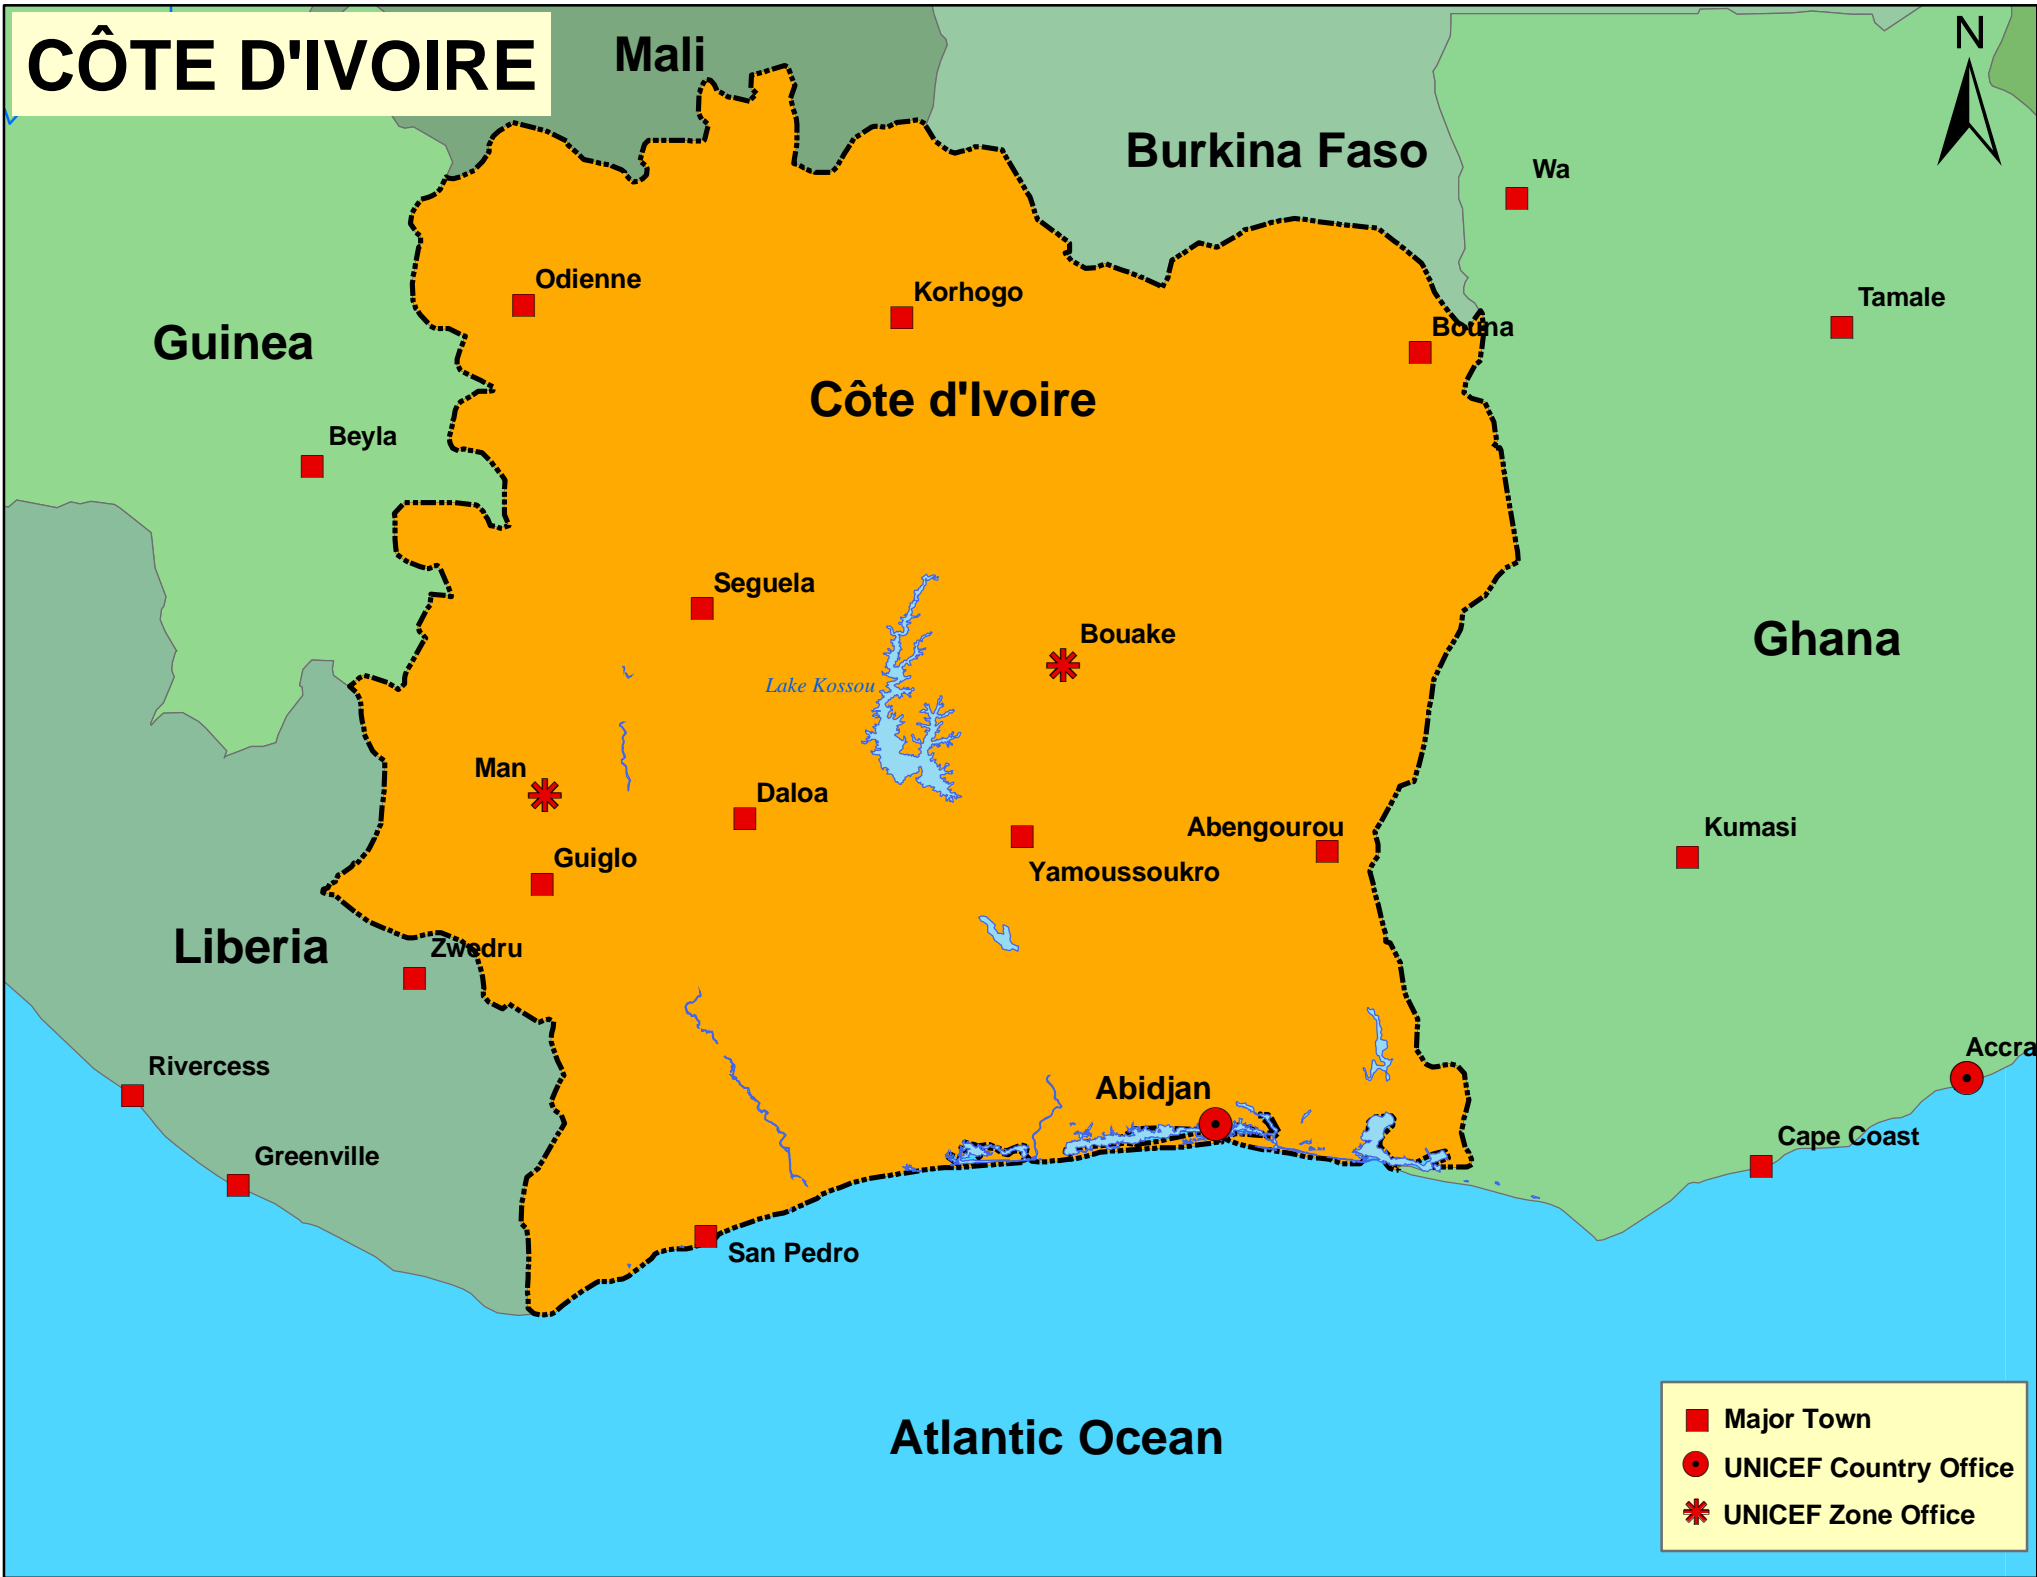 CÔTE D'IVOIRE
Mali
N
Burkina Faso
Wa
Odienne
Korhogo
Tamale
Guinea
Bouna
Côte d'Ivoire
Beyla
Seguela
Bouake
Ghana
Lake Kossou
Man
Daloa
Abengourou
Kumasi
Guiglo
Yamoussoukro
Liberia
Zwedru
Rivercess
Accra
Abidjan
Greenville
Cape Coast
San Pedro
Atlantic Ocean
Major Town
UNICEF Country Office
UNICEF Zone Office